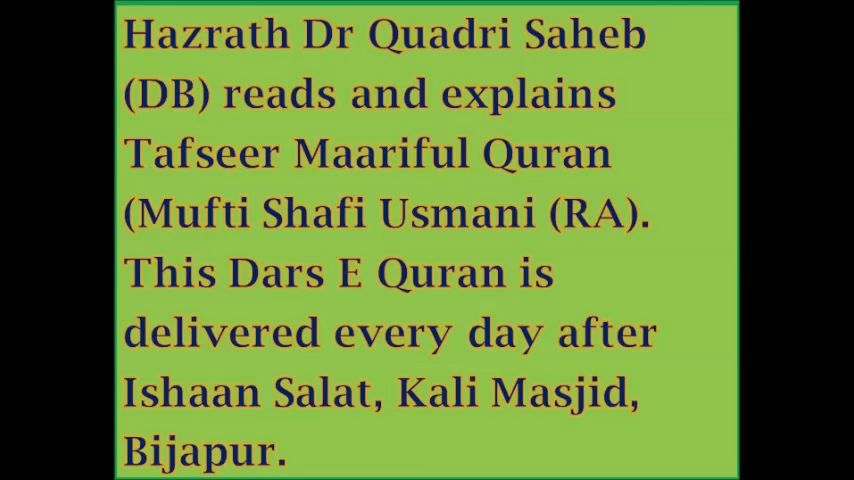 Hazrath Dr Quadri Saheb
(DB) reads and explains
Tafseer Maariful Quran
(Mufti Shafi Usmani (RA).
This Dars E Quran is
delivered every day after
Ishaan Salat, Kali Masjid,
Bijapur.